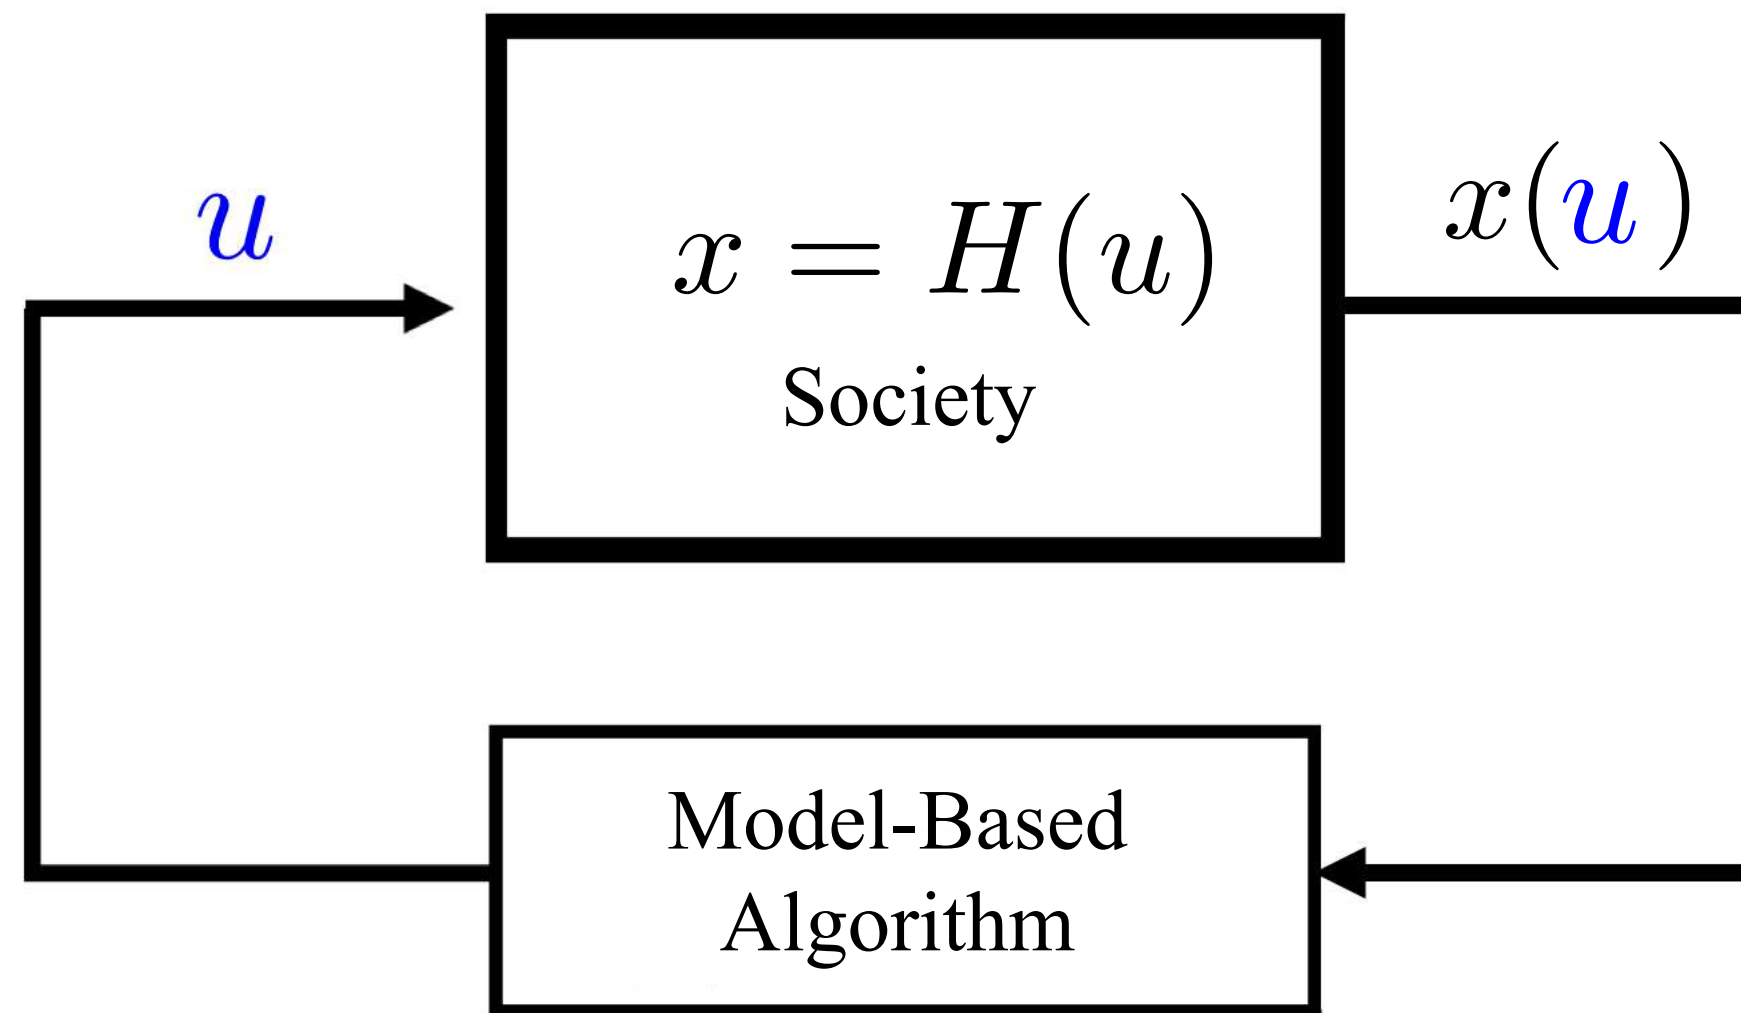 u
x = H(u)
x(u)
Society
Model-Based
Algorithm